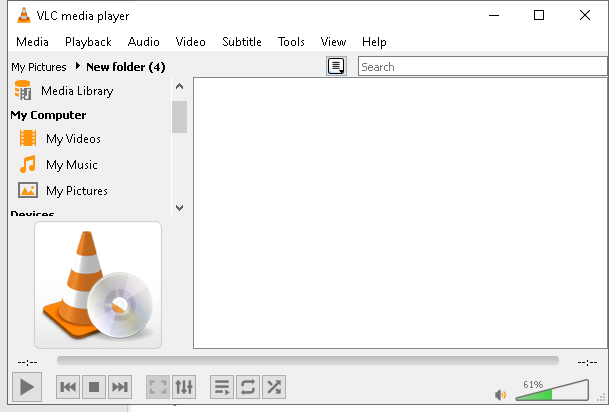 VLC media player
Media Playback Audio Video Subtitle Tools View Help
My Pictures New folder (4) Search
Media Library
My Computer
My Videos
My Music
My Pictures
Devices
--:-- --:--
61%